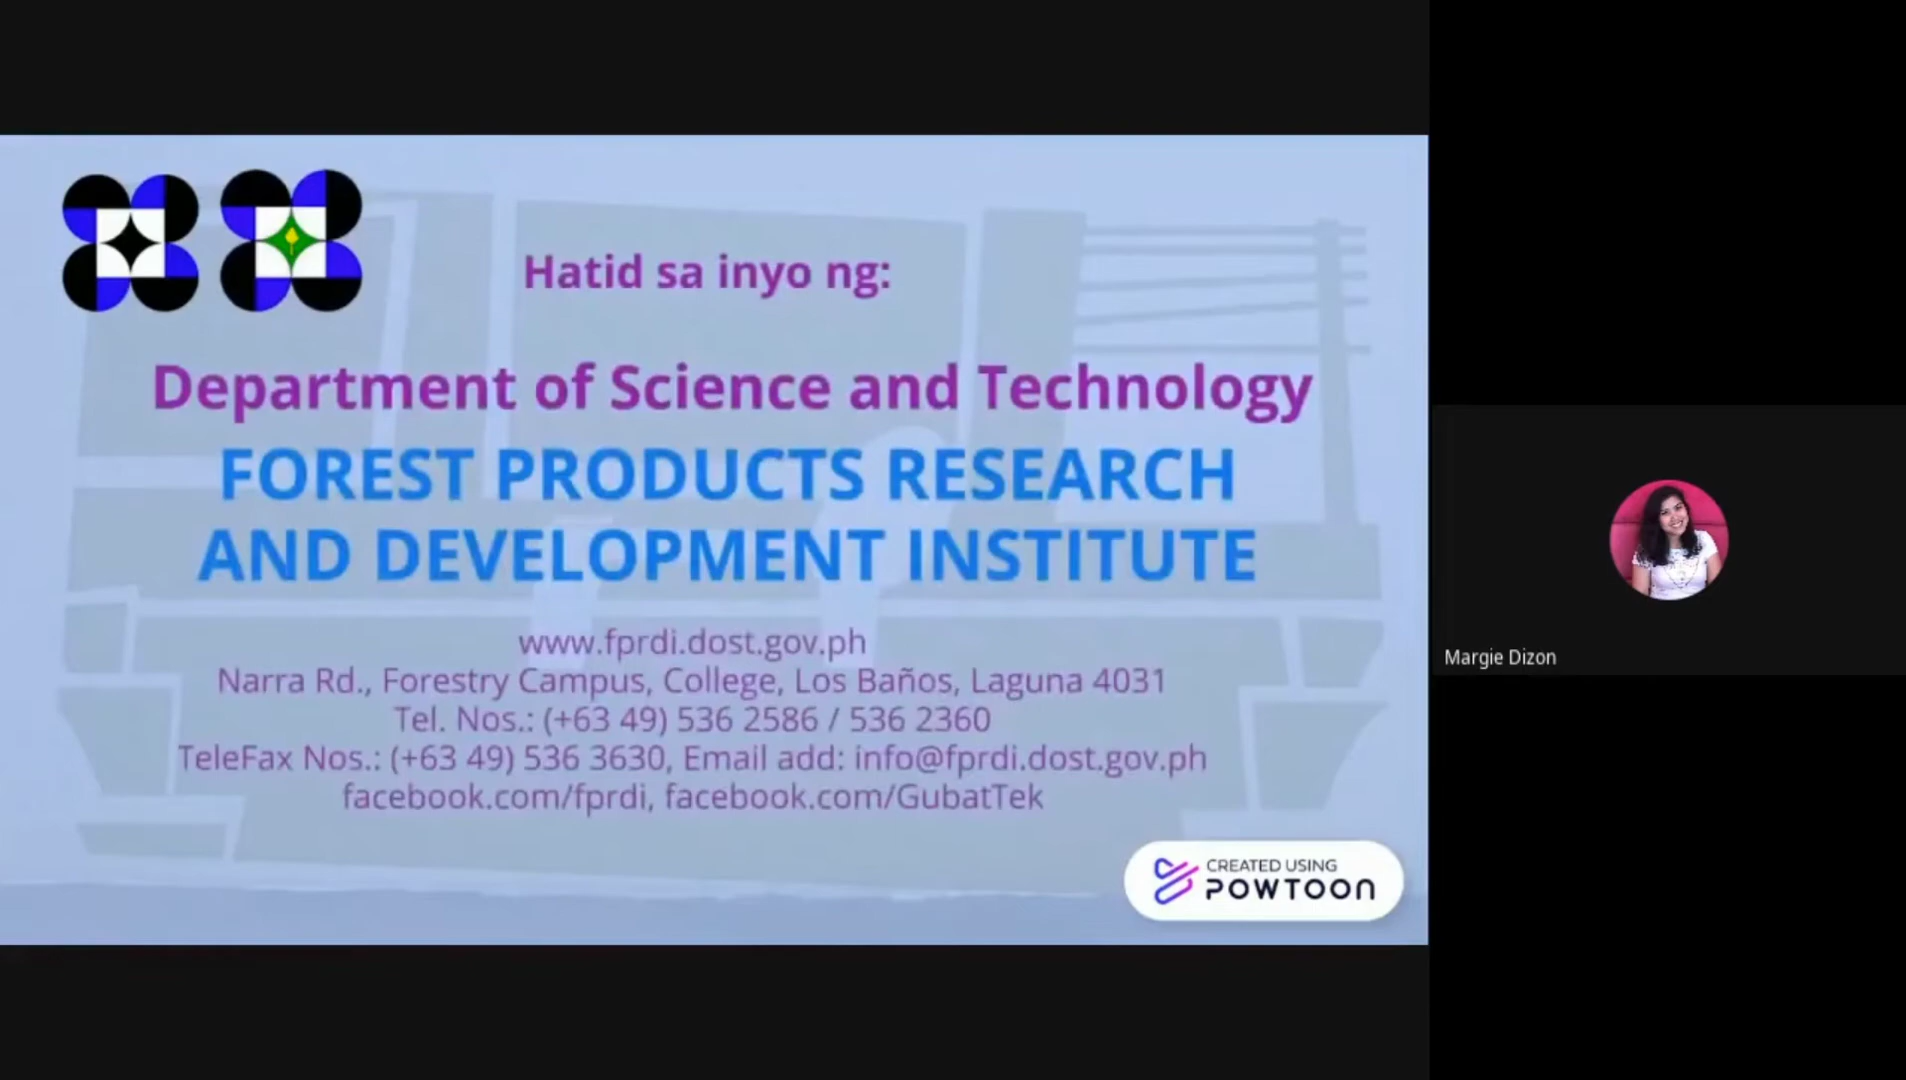 Hatid sa inyo ng:
Department of Science and Technology
FOREST PRODUCTS RESEARCH
AND DEVELOPMENT INSTITUTE
www.fprdi.dost.gov.ph
Narra Rd., Forestry Campus, College, Los Baños, Laguna 4031
Tel. Nos.: (+63 49) 536 2586 / 536 2360
TeleFax Nos.: (+63 49) 536 3630, Email add: info@fprdi.dost.gov.ph
facebook.com/fprdi, facebook.com/GubatTek
CREATED USING
POWTOON
Margie Dizon